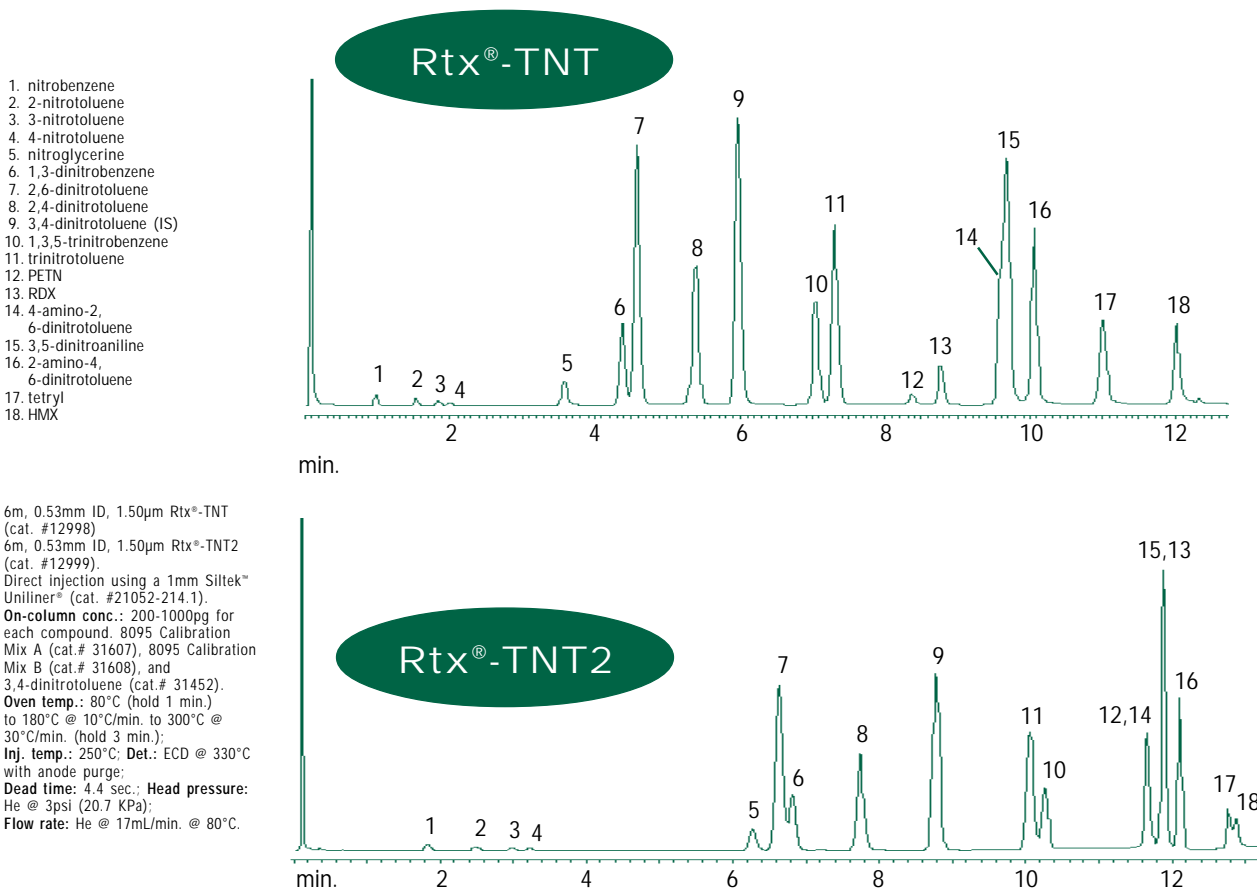 Rtx®-TNT
1. nitrobenzene
2. 2-nitrotoluene
3. 3-nitrotoluene
4. 4-nitrotoluene
5. nitroglycerine
6. 1,3-dinitrobenzene
7. 2,6-dinitrotoluene
8. 2,4-dinitrotoluene
9. 3,4-dinitrotoluene (IS)
10. 1,3,5-trinitrobenzene
11. trinitrotoluene
12. PETN
13. RDX
14. 4-amino-2,
6-dinitrotoluene
15. 3,5-dinitroaniline
16. 2-amino-4,
6-dinitrotoluene
17. tetryl
18. HMX
1
2
3
4
5
6
7
8
9
10
11
12
13
14
15
16
17
18
2 4 6 8 10 12
min.
6m, 0.53mm ID, 1.50µm Rtx®-TNT
(cat. #12998)
6m, 0.53mm ID, 1.50µm Rtx®-TNT2
(cat. #12999).
Direct injection using a 1mm Siltek™
Uniliner® (cat. #21052-214.1).
On-column conc.: 200-1000pg for
each compound. 8095 Calibration
Mix A (cat.# 31607), 8095 Calibration
Mix B (cat.# 31608), and
3,4-dinitrotoluene (cat.# 31452).
Oven temp.: 80°C (hold 1 min.)
to 180°C @ 10°C/min. to 300°C @
30°C/min. (hold 3 min.);
Inj. temp.: 250°C; Det.: ECD @ 330°C
with anode purge;
Dead time: 4.4 sec.; Head pressure:
He @ 3psi (20.7 KPa);
Flow rate: He @ 17mL/min. @ 80°C.
Rtx®-TNT2
1
2
3
4
5
7
6
8
9
11
10
12,14
15,13
16
17
18
min. 2 4 6 8 10 12